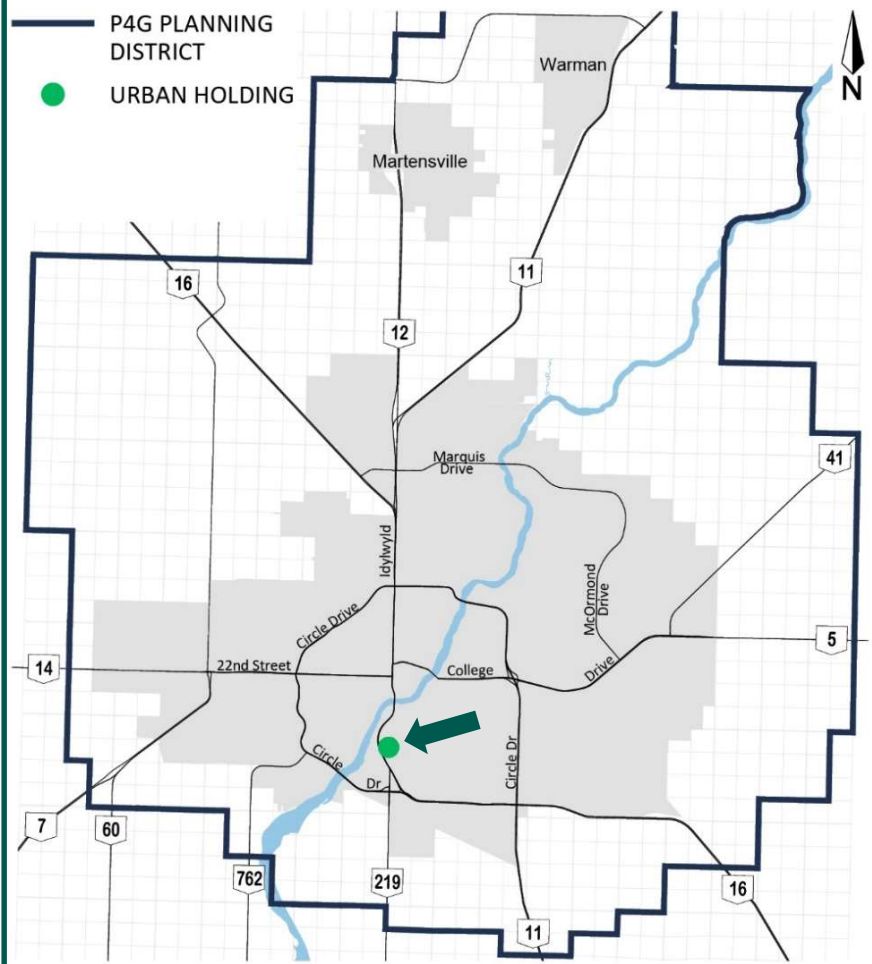 P4G PLANNING
DISTRICT
URBAN HOLDING
N
Warman
Martensville
16
11
12
Marquis
Drive
41
Idylwyld
McOrmond
Drive
Circle Drive
5
14
22nd Street
College
Drive
Circle
Dr
Circle Dr
7
60
762
219
16
11